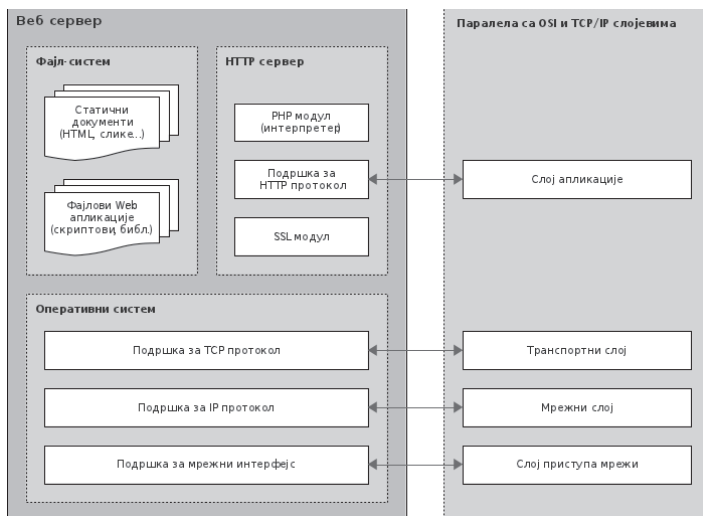 Веб сервер
Паралела са OSI и TCP/IP слојевима
Фајл-систем
HTTP сервер
Статични
документи
(HTML, слике...)
PHP модул
(интерпретер)
Подршка за
HTTP протокол
Слој апликације
Фајлови Web
апликације
(скриптови, библ.)
SSL модул
Оперативни систем
Подршка за TCP протокол
Транспортни слој
Подршка за IP протокол
Мрежни слој
Подршка за мрежни интерфејс
Слој приступа мрежи